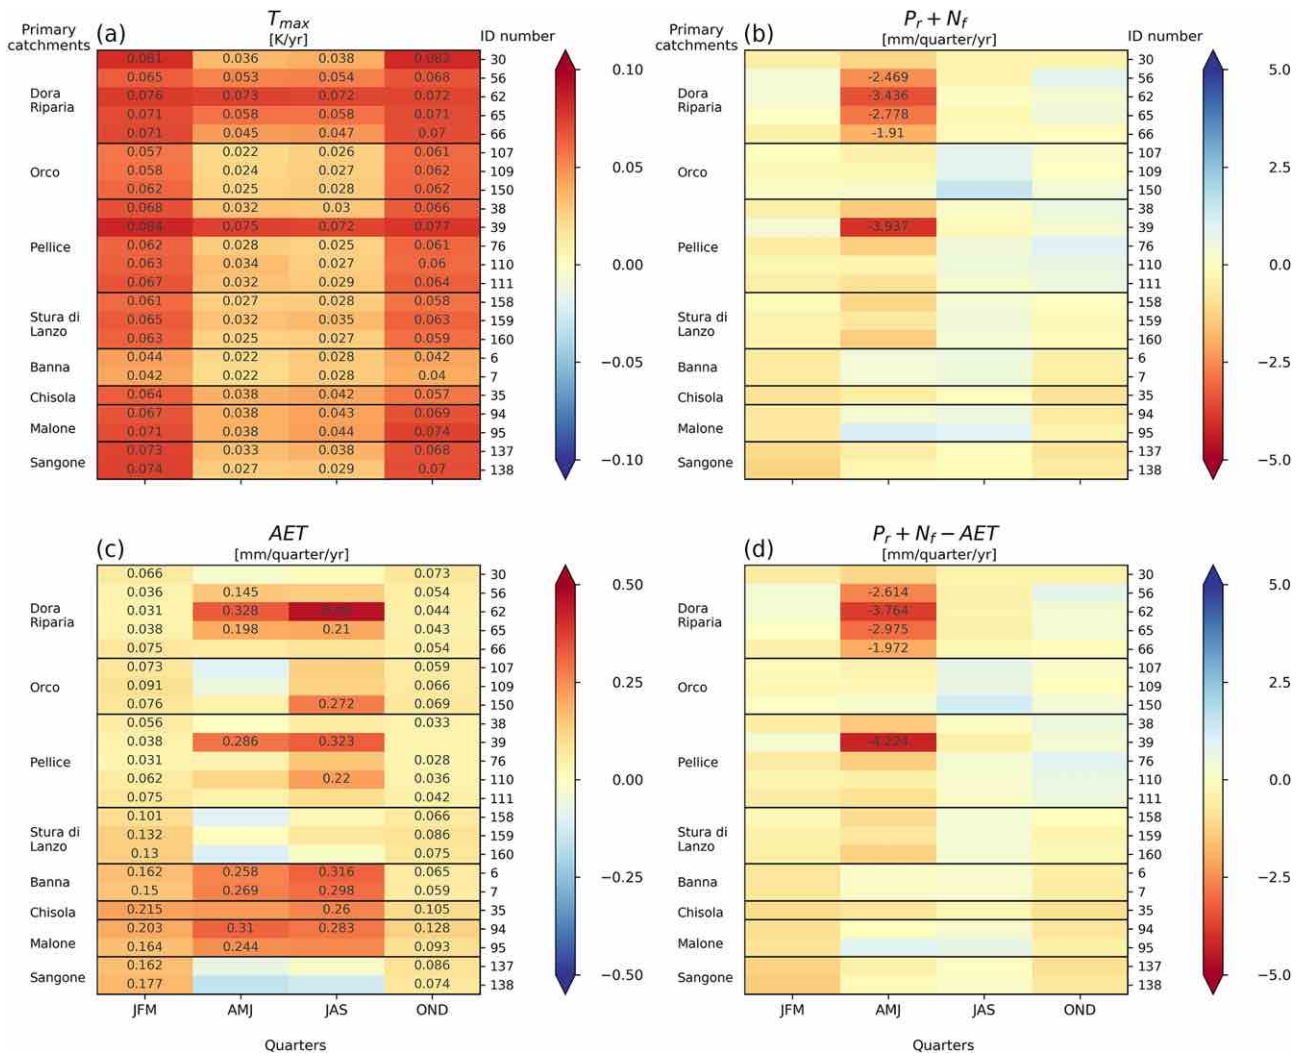 Primary
catchments
(a)
T_max
[K/yr]
ID number
Dora
Riparia
0.081 0.036 0.038 0.082 30
0.065 0.053 0.054 0.068 56
0.076 0.073 0.072 0.072 62
0.071 0.058 0.058 0.071 65
0.071 0.045 0.047 0.07 66
Orco
0.057 0.022 0.026 0.061 107
0.058 0.024 0.027 0.062 109
0.062 0.025 0.028 0.062 150
Pellice
0.068 0.032 0.03 0.066 38
0.084 0.075 0.072 0.077 39
0.062 0.028 0.025 0.061 76
0.063 0.034 0.027 0.06 110
0.067 0.032 0.029 0.064 111
Stura di
Lanzo
0.061 0.027 0.028 0.058 158
0.065 0.032 0.035 0.063 159
0.063 0.025 0.027 0.059 160
Banna
0.044 0.022 0.028 0.042 6
0.042 0.022 0.028 0.04 7
Chisola
0.064 0.038 0.042 0.057 35
Malone
0.067 0.038 0.043 0.069 94
0.071 0.038 0.044 0.074 95
Sangone
0.073 0.033 0.038 0.068 137
0.074 0.027 0.029 0.07 138
0.10
0.05
0.00
−0.05
−0.10
Primary
catchments
(b)
P_r + N_f
[mm/quarter/yr]
ID number
Dora
Riparia
30
-2.469 56
-3.436 62
-2.778 65
-1.91 66
Orco
107
109
150
Pellice
38
-3.937 39
76
110
111
Stura di
Lanzo
158
159
160
Banna
6
7
Chisola
35
Malone
94
95
Sangone
137
138
5.0
2.5
0.0
−2.5
−5.0
(c)
AET
[mm/quarter/yr]
Dora
Riparia
0.066 0.073 30
0.036 0.145 0.054 56
0.031 0.328 0.044 62
0.038 0.198 0.21 0.043 65
0.075 0.054 66
Orco
0.073 0.059 107
0.091 0.066 109
0.076 0.272 0.069 150
Pellice
0.056 0.033 38
0.038 0.286 0.323 39
0.031 0.028 76
0.062 0.22 0.036 110
0.075 0.042 111
Stura di
Lanzo
0.101 0.066 158
0.132 0.086 159
0.13 0.075 160
Banna
0.162 0.258 0.316 0.065 6
0.15 0.269 0.298 0.059 7
Chisola
0.215 0.26 0.105 35
Malone
0.203 0.31 0.283 0.128 94
0.164 0.244 0.093 95
Sangone
0.162 0.086 137
0.177 0.074 138
JFM AMJ JAS OND
Quarters
0.50
0.25
0.00
−0.25
−0.50
(d)
P_r + N_f − AET
[mm/quarter/yr]
Dora
Riparia
30
-2.614 56
-3.764 62
-2.975 65
-1.972 66
Orco
107
109
150
Pellice
38
-4.224 39
76
110
111
Stura di
Lanzo
158
159
160
Banna
6
7
Chisola
35
Malone
94
95
Sangone
137
138
JFM AMJ JAS OND
Quarters
5.0
2.5
0.0
−2.5
−5.0